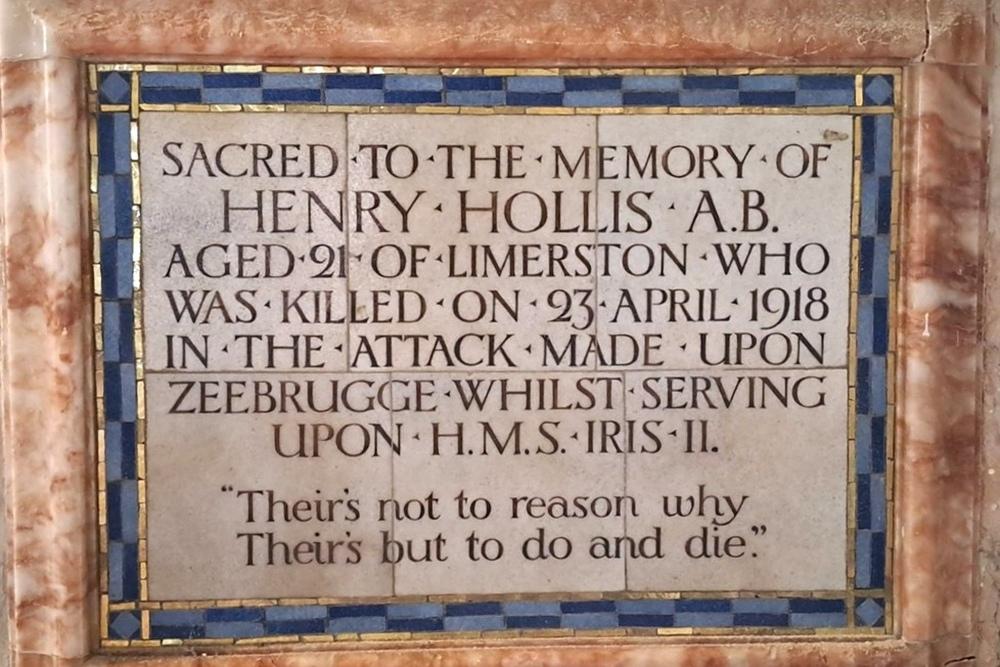 SACRED·TO·THE·MEMORY·OF
HENRY·HOLLIS·A.B.
AGED·21·OF·LIMERSTON·WHO
WAS·KILLED·ON·23·APRIL·1918
IN·THE·ATTACK·MADE·UPON
ZEEBRUGGE·WHILST·SERVING
UPON·H.M.S.·IRIS·II.
“Their's not to reason why
Their's but to do and die.”